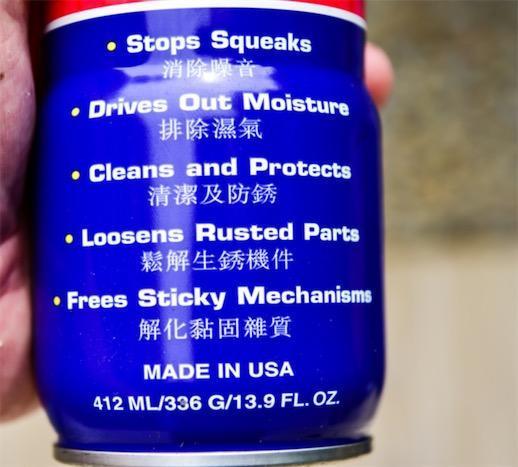 • Stops Squeaks
消除噪音
• Drives Out Moisture
排除濕氣
• Cleans and Protects
清潔及防銹
• Loosens Rusted Parts
鬆解生銹機件
• Frees Sticky Mechanisms
解化黏固雜質
MADE IN USA
412 ML/336 G/13.9 FL. OZ.